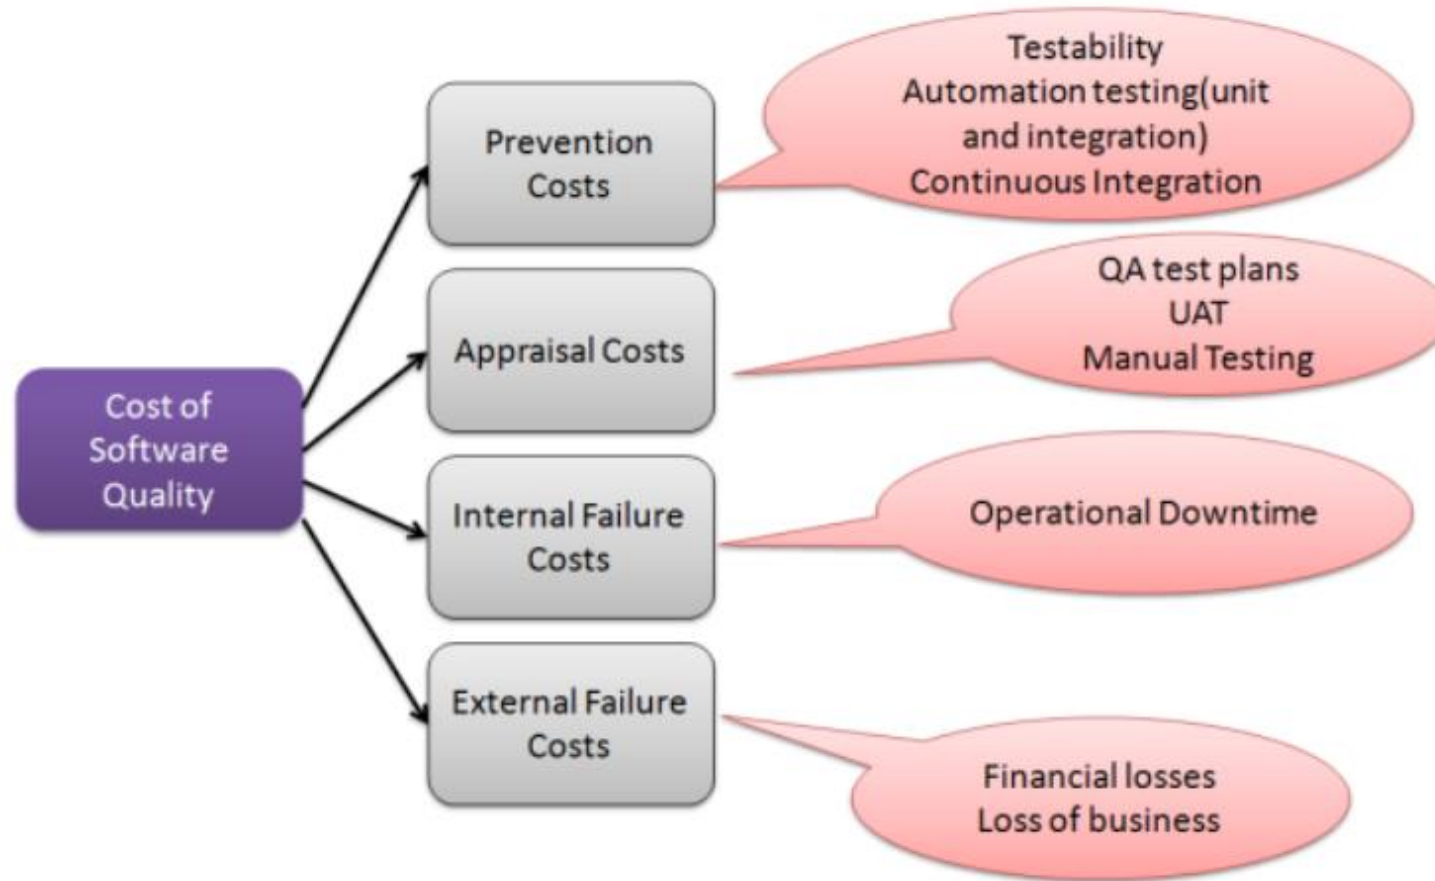 Cost of
Software
Quality
Prevention
Costs
Testability
Automation testing(unit
and integration)
Continuous Integration
Appraisal Costs
QA test plans
UAT
Manual Testing
Internal Failure
Costs
Operational Downtime
External Failure
Costs
Financial losses
Loss of business